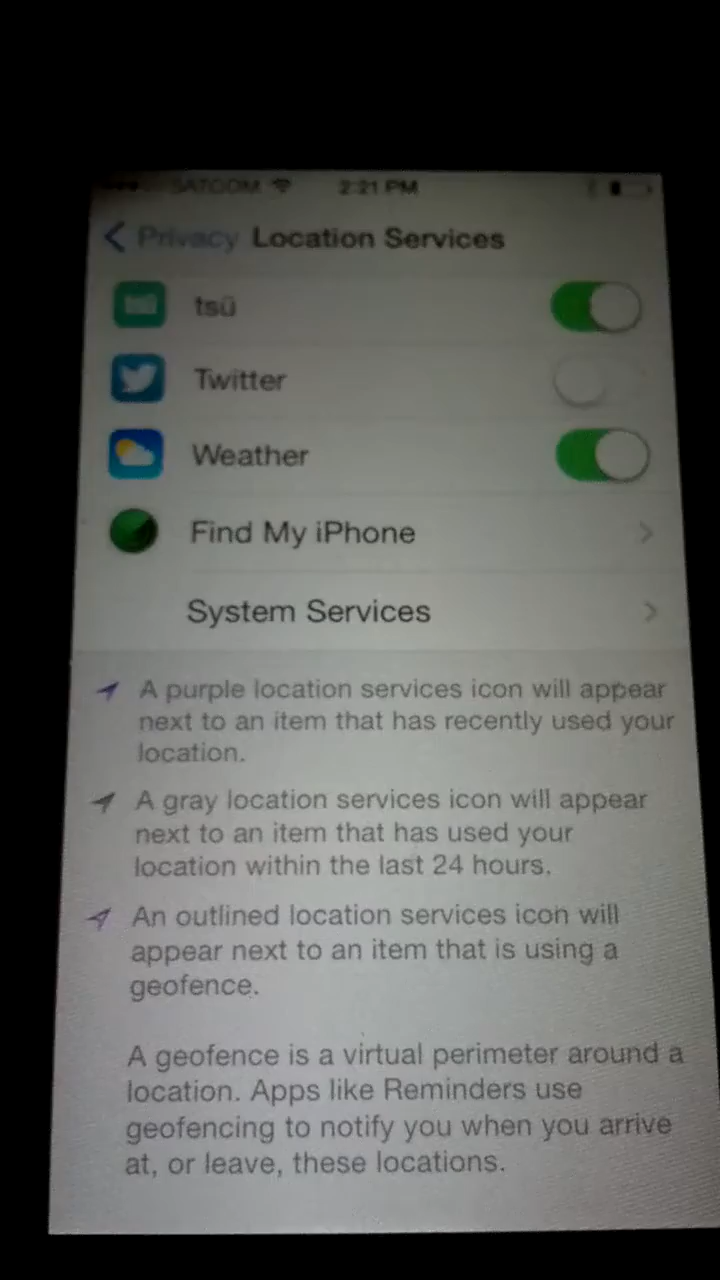 SATCOM 2:21 PM
Privacy Location Services
tsū
Twitter
Weather
Find My iPhone
System Services
A purple location services icon will appear
next to an item that has recently used your
location.
A gray location services icon will appear
next to an item that has used your
location within the last 24 hours.
An outlined location services icon will
appear next to an item that is using a
geofence.
A geofence is a virtual perimeter around a
location. Apps like Reminders use
geofencing to notify you when you arrive
at, or leave, these locations.